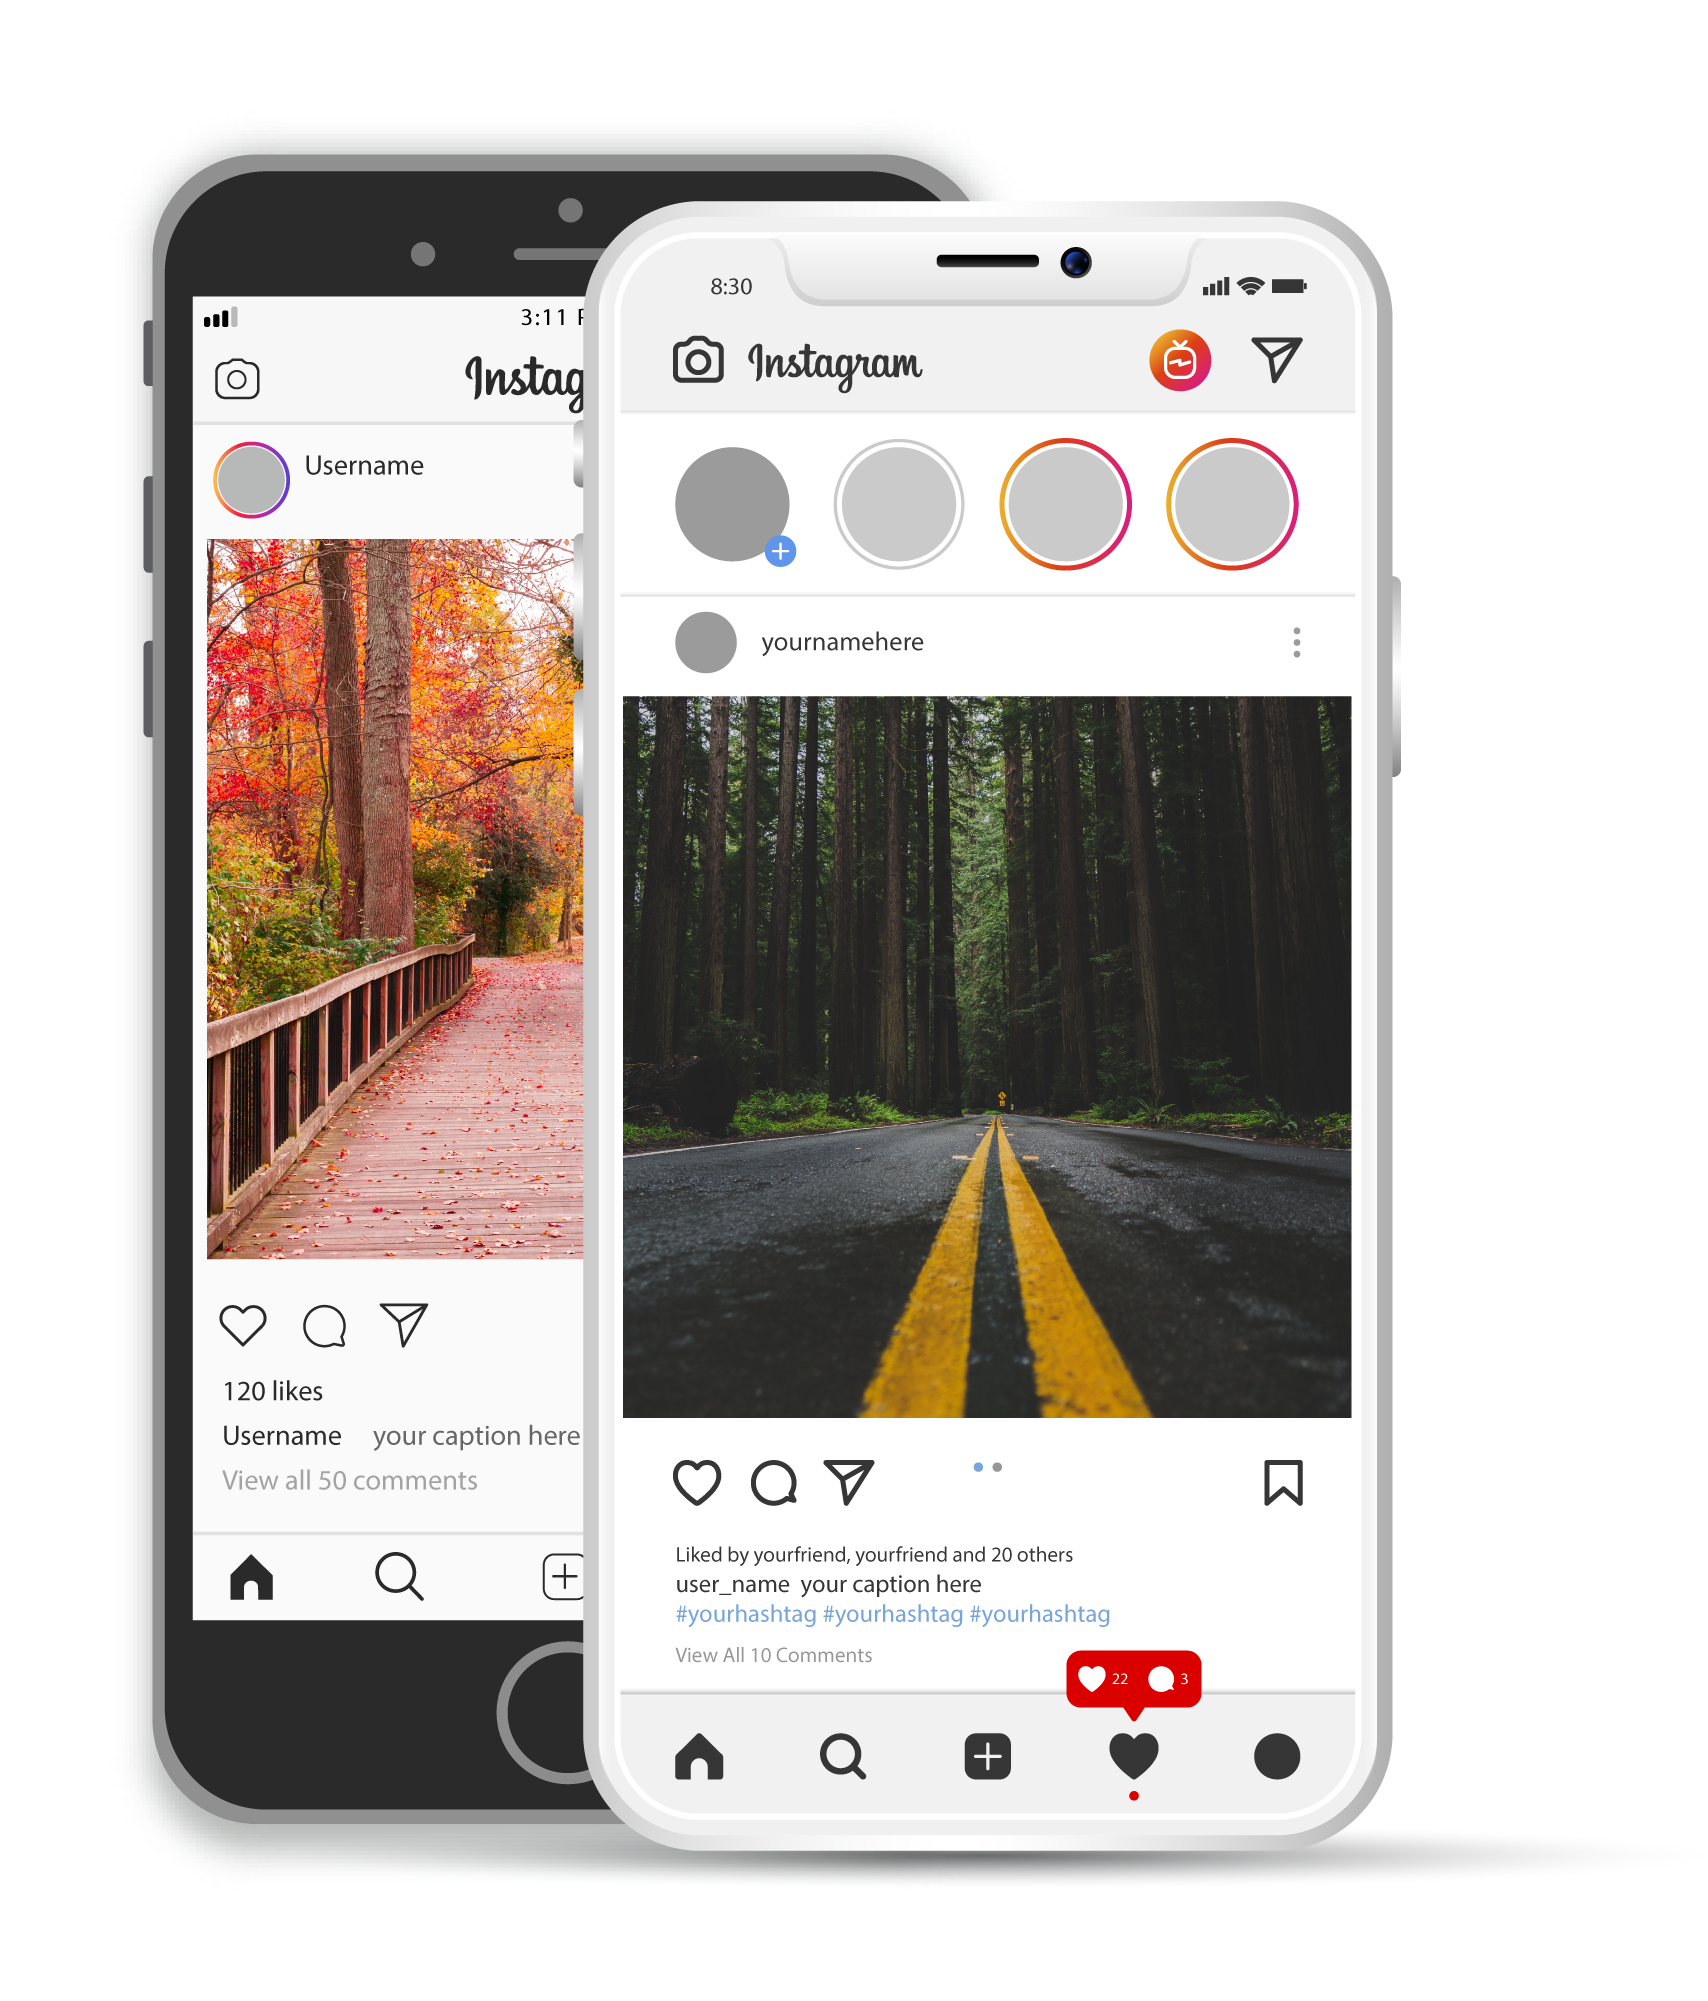 3:11
Instag
Username
120 likes
Username your caption here
View all 50 comments
8:30
Instagram
yournamehere
Liked by yourfriend, yourfriend and 20 others
user_name your caption here
#yourhashtag #yourhashtag #yourhashtag
View All 10 Comments
22 3